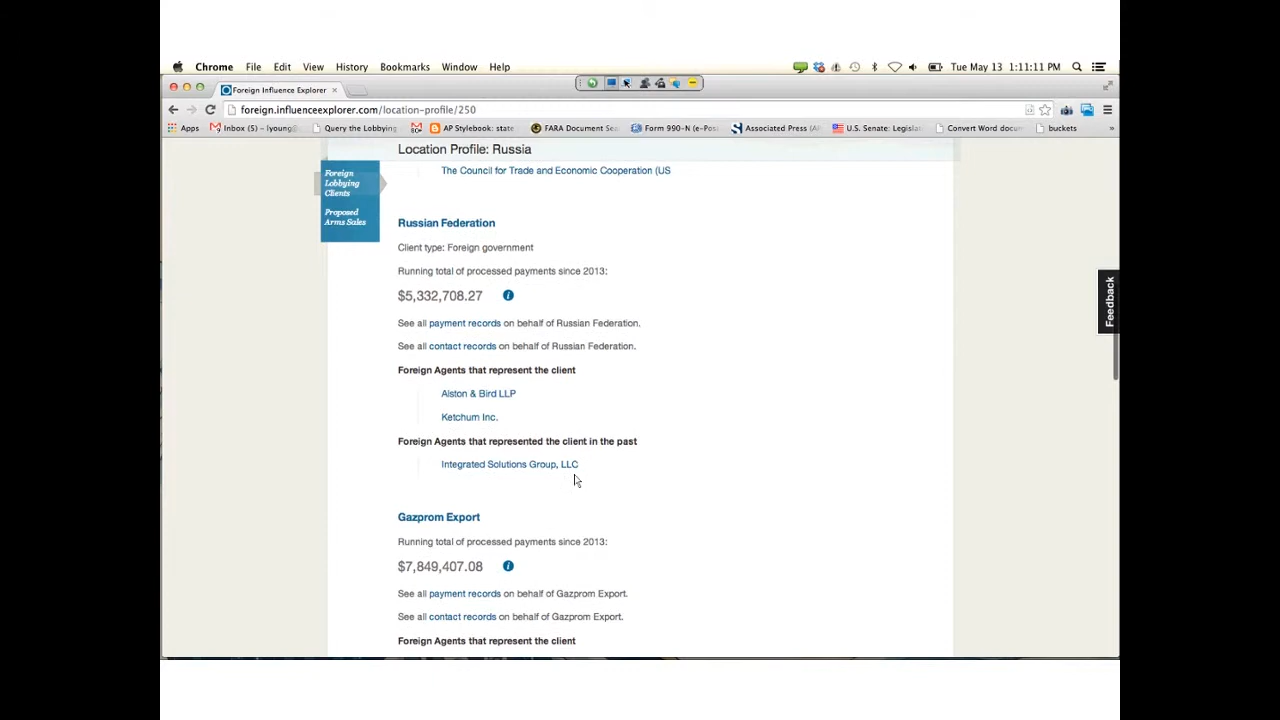 Chrome File Edit View History Bookmarks Window Help Tue May 13 1:11:11 PM
Foreign Influence Explorer
foreign.influenceexplorer.com/location-profile/250
Apps Inbox (5) – lyoung@ Query the Lobbying AP Stylebook: state FARA Document Sea Form 990-N (e-Pos Associated Press (AP U.S. Senate: Legislat Convert Word docu buckets
Location Profile: Russia
Foreign
Lobbying
Clients
Proposed
Arms Sales
The Council for Trade and Economic Cooperation (US
Russian Federation
Client type: Foreign government
Running total of processed payments since 2013:
$5,332,708.27
See all payment records on behalf of Russian Federation.
See all contact records on behalf of Russian Federation.
Foreign Agents that represent the client
Alston & Bird LLP
Ketchum Inc.
Foreign Agents that represented the client in the past
Integrated Solutions Group, LLC
Gazprom Export
Running total of processed payments since 2013:
$7,849,407.08
See all payment records on behalf of Gazprom Export.
See all contact records on behalf of Gazprom Export.
Foreign Agents that represent the client
Feedback